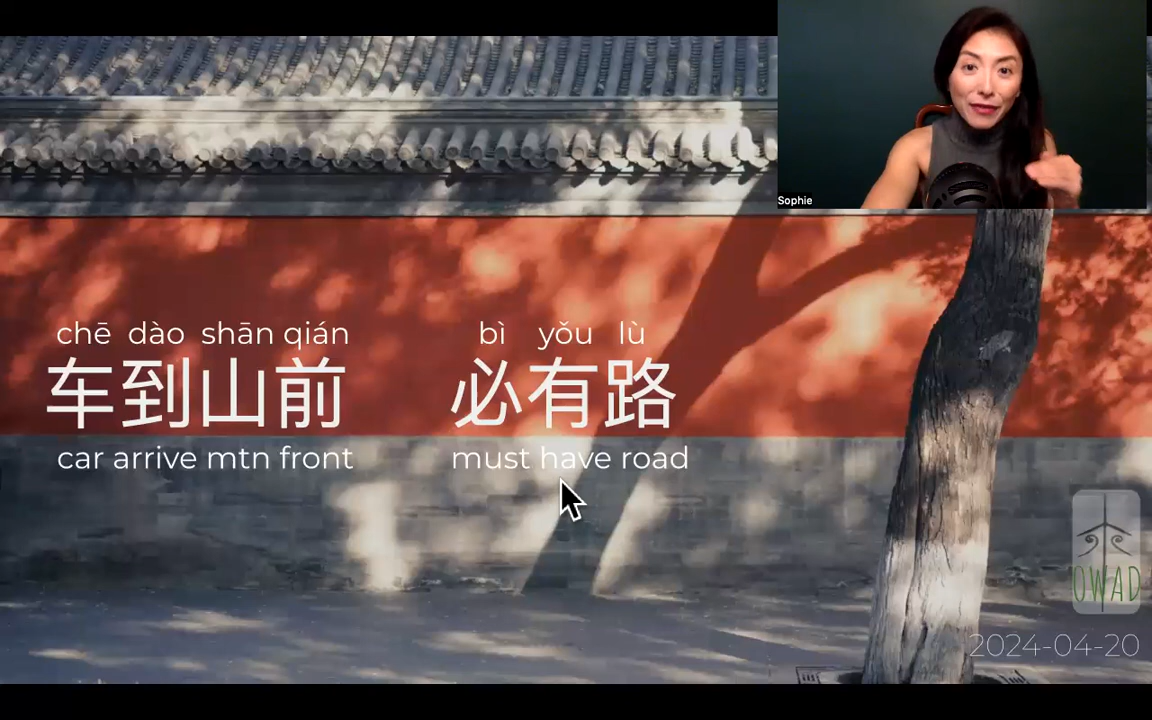 Sophie
chē dào shān qián bì yǒu lù
车到山前 必有路
car arrive mtn front must have road
OWAD
2024-04-20